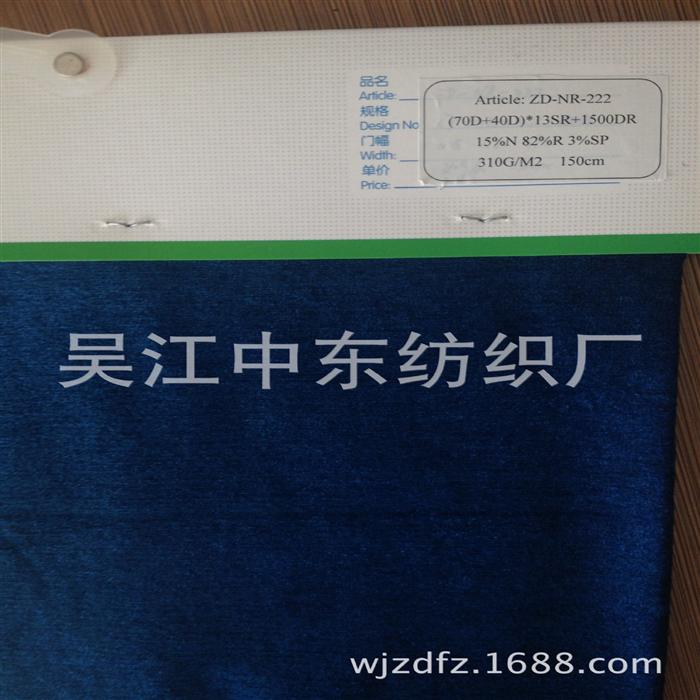 品名
Article:
规格
Design No
门幅
Width:
单价
Price:
Article: ZD-NR-222
(70D+40D)*13SR+1500DR
15%N 82%R 3%SP
310G/M2 150cm
吴江中东纺织厂
wjzdfz.1688.com